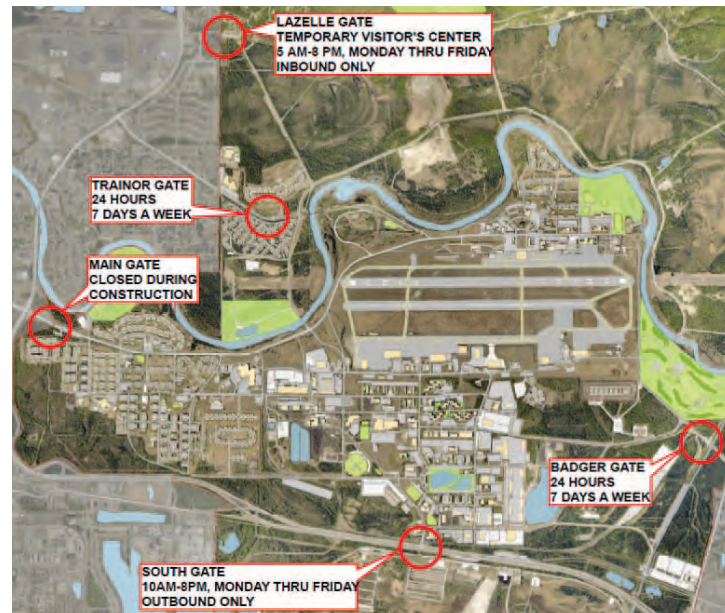 LAZELLE GATE
TEMPORARY VISITOR'S CENTER
5 AM-8 PM, MONDAY THRU FRIDAY
INBOUND ONLY
TRAINOR GATE
24 HOURS
7 DAYS A WEEK
MAIN GATE
CLOSED DURING
CONSTRUCTION
BADGER GATE
24 HOURS
7 DAYS A WEEK
SOUTH GATE
10AM-8PM, MONDAY THRU FRIDAY
OUTBOUND ONLY